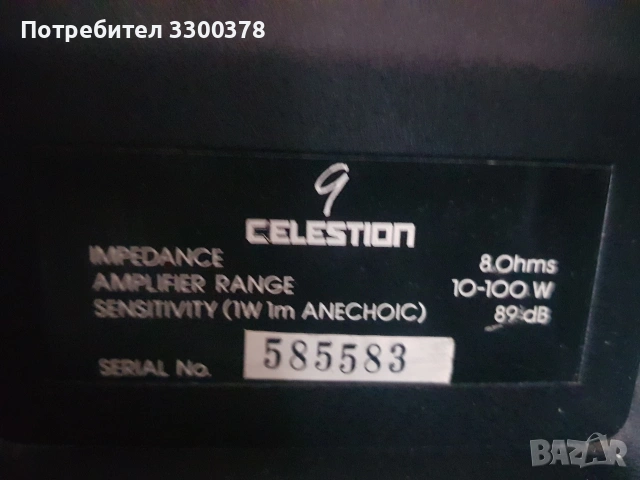 Потребител 3300378
9
CELESTION
IMPEDANCE 8 Ohms
AMPLIFIER RANGE 10-100 W
SENSITIVITY (1W 1m ANECHOIC) 89 dB
SERIAL No. 585583
BAZAR